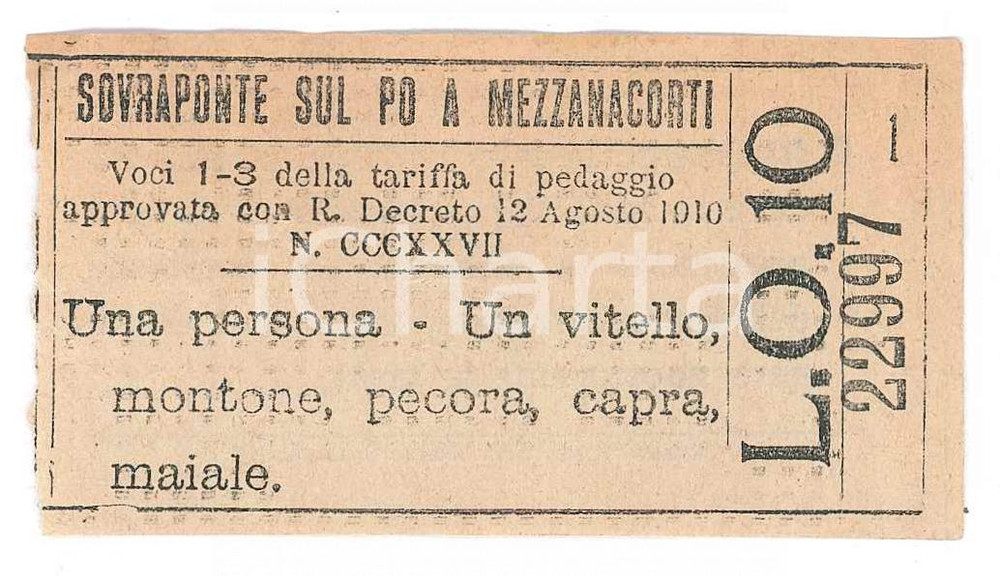 SOVRAPONTE SUL PO A MEZZANACORTI
Voci 1-3 della tariffa di pedaggio
approvata con R. Decreto 12 Agosto 1910
N. CCCXXVII
Una persona - Un vitello,
montone, pecora, capra,
maiale.
L. 0.10
22997
1
iCharta